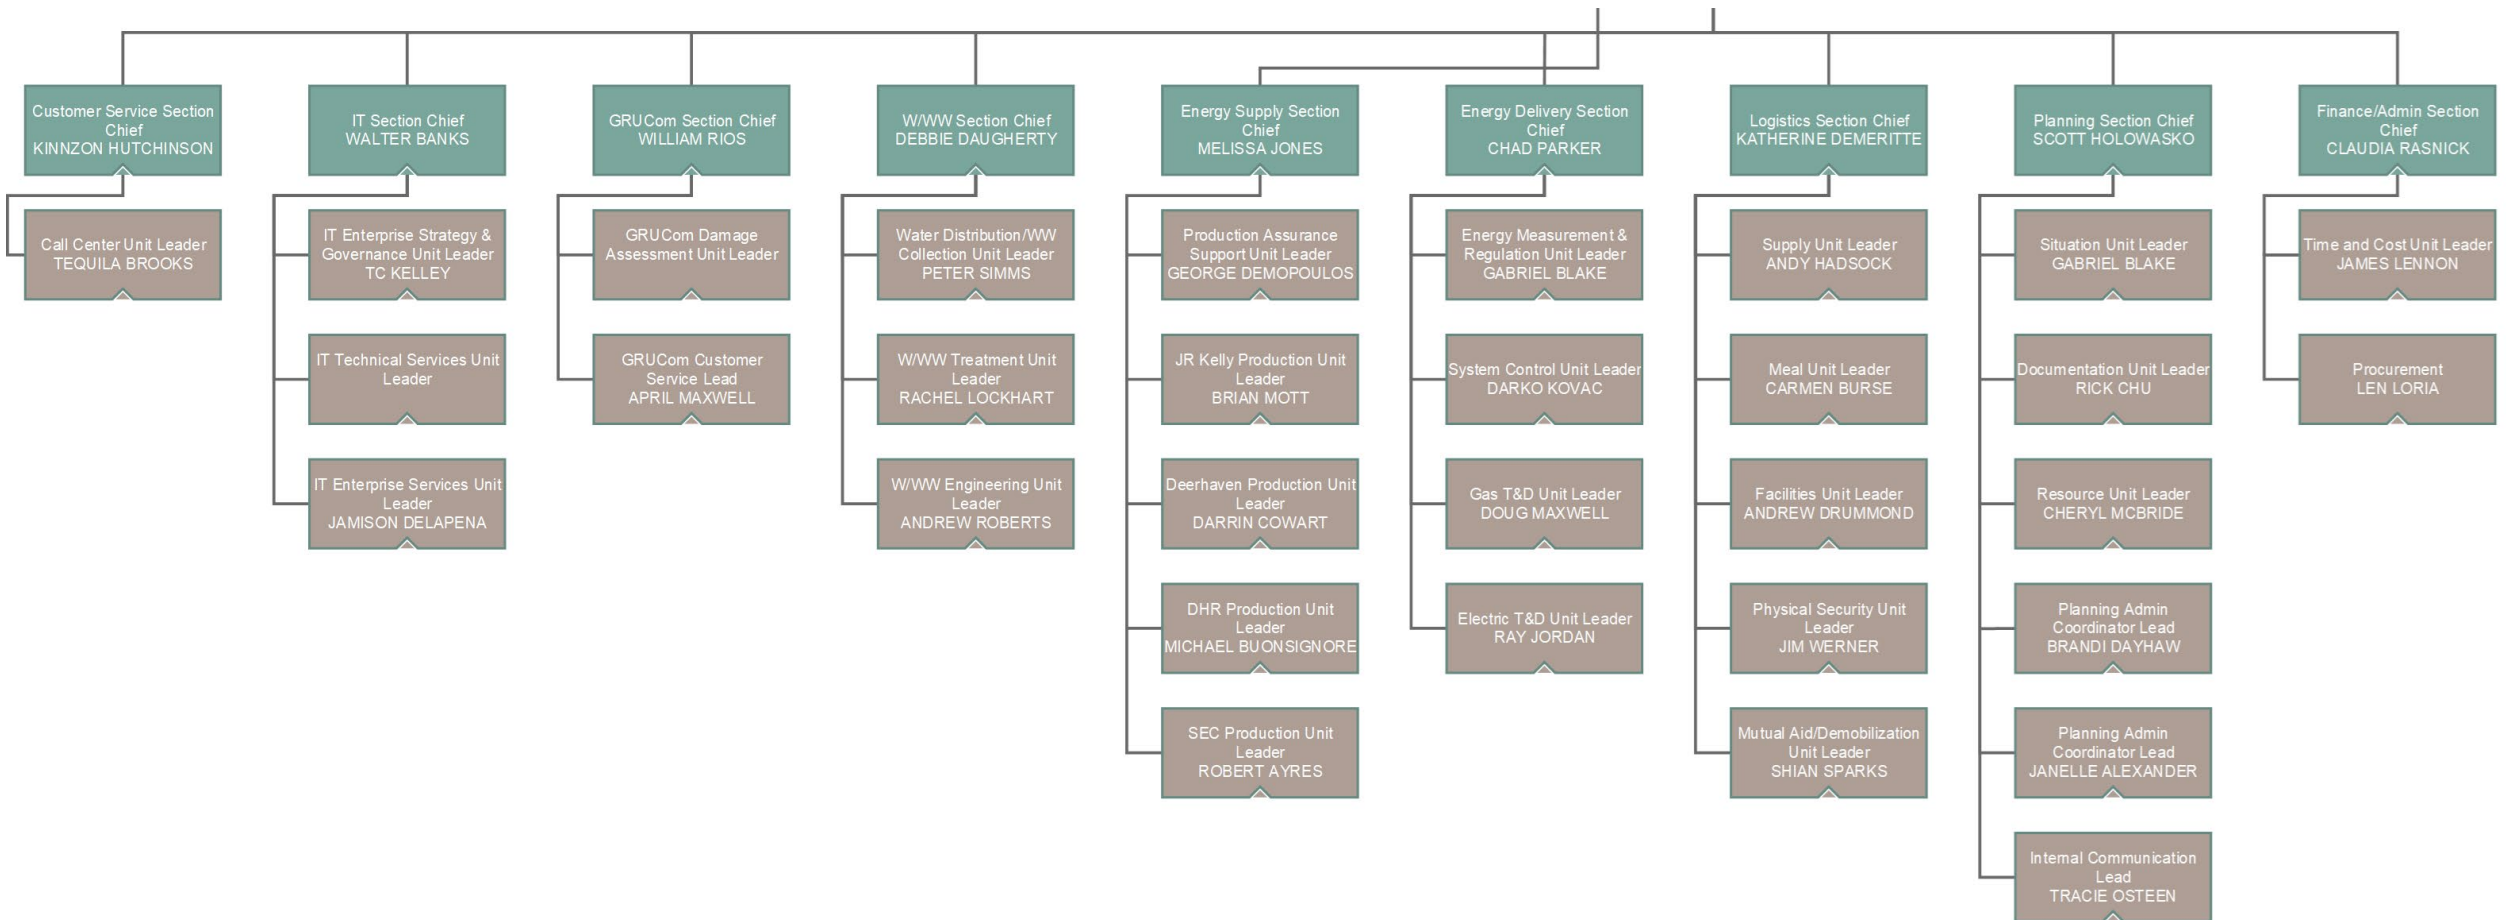 Customer Service Section
Chief
KINNZON HUTCHINSON
IT Section Chief
WALTER BANKS
GRUCom Section Chief
WILLIAM RIOS
W/WW Section Chief
DEBBIE DAUGHERTY
Energy Supply Section
Chief
MELISSA JONES
Energy Delivery Section
Chief
CHAD PARKER
Logistics Section Chief
KATHERINE DEMERITTE
Planning Section Chief
SCOTT HOLOWASKO
Finance/Admin Section
Chief
CLAUDIA RASNICK
Call Center Unit Leader
TEQUILA BROOKS
IT Enterprise Strategy &
Governance Unit Leader
TC KELLEY
GRUCom Damage
Assessment Unit Leader
Water Distribution/WW
Collection Unit Leader
PETER SIMMS
Production Assurance
Support Unit Leader
GEORGE DEMOPOULOS
Energy Measurement &
Regulation Unit Leader
GABRIEL BLAKE
Supply Unit Leader
ANDY HADSOCK
Situation Unit Leader
GABRIEL BLAKE
Time and Cost Unit Leader
JAMES LENNON
IT Technical Services Unit
Leader
GRUCom Customer
Service Lead
APRIL MAXWELL
W/WW Treatment Unit
Leader
RACHEL LOCKHART
JR Kelly Production Unit
Leader
BRIAN MOTT
System Control Unit Leader
DARKO KOVAC
Meal Unit Leader
CARMEN BURSE
Documentation Unit Leader
RICK CHU
Procurement
LEN LORIA
IT Enterprise Services Unit
Leader
JAMISON DELAPENA
W/WW Engineering Unit
Leader
ANDREW ROBERTS
Deerhaven Production Unit
Leader
DARRIN COWART
Gas T&D Unit Leader
DOUG MAXWELL
Facilities Unit Leader
ANDREW DRUMMOND
Resource Unit Leader
CHERYL MCBRIDE
DHR Production Unit
Leader
MICHAEL BUONSIGNORE
Electric T&D Unit Leader
RAY JORDAN
Physical Security Unit
Leader
JIM WERNER
Planning Admin
Coordinator Lead
BRANDI DAYHAW
SEC Production Unit
Leader
ROBERT AYRES
Mutual Aid/Demobilization
Unit Leader
SHIAN SPARKS
Planning Admin
Coordinator Lead
JANELLE ALEXANDER
Internal Communication
Lead
TRACIE OSTEEN